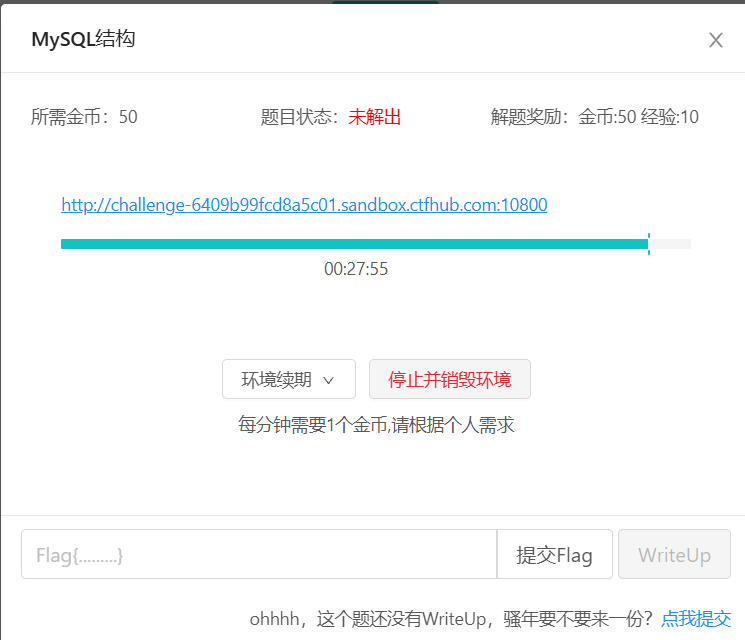 MySQL结构
所需金币：50 题目状态：未解出 解题奖励：金币:50 经验:10
http://challenge-6409b99fcd8a5c01.sandbox.ctfhub.com:10800
00:27:55
环境续期 停止并销毁环境
每分钟需要1个金币,请根据个人需求
Flag{.........} 提交Flag WriteUp
ohhhh，这个题还没有WriteUp，骚年要不要来一份？点我提交